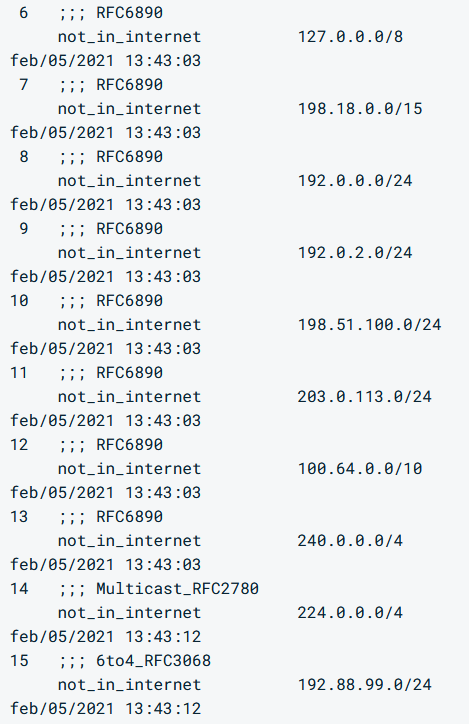 6 ;;; RFC6890
not_in_internet 127.0.0.0/8
feb/05/2021 13:43:03
7 ;;; RFC6890
not_in_internet 198.18.0.0/15
feb/05/2021 13:43:03
8 ;;; RFC6890
not_in_internet 192.0.0.0/24
feb/05/2021 13:43:03
9 ;;; RFC6890
not_in_internet 192.0.2.0/24
feb/05/2021 13:43:03
10 ;;; RFC6890
not_in_internet 198.51.100.0/24
feb/05/2021 13:43:03
11 ;;; RFC6890
not_in_internet 203.0.113.0/24
feb/05/2021 13:43:03
12 ;;; RFC6890
not_in_internet 100.64.0.0/10
feb/05/2021 13:43:03
13 ;;; RFC6890
not_in_internet 240.0.0.0/4
feb/05/2021 13:43:03
14 ;;; Multicast_RFC2780
not_in_internet 224.0.0.0/4
feb/05/2021 13:43:12
15 ;;; 6to4_RFC3068
not_in_internet 192.88.99.0/24
feb/05/2021 13:43:12